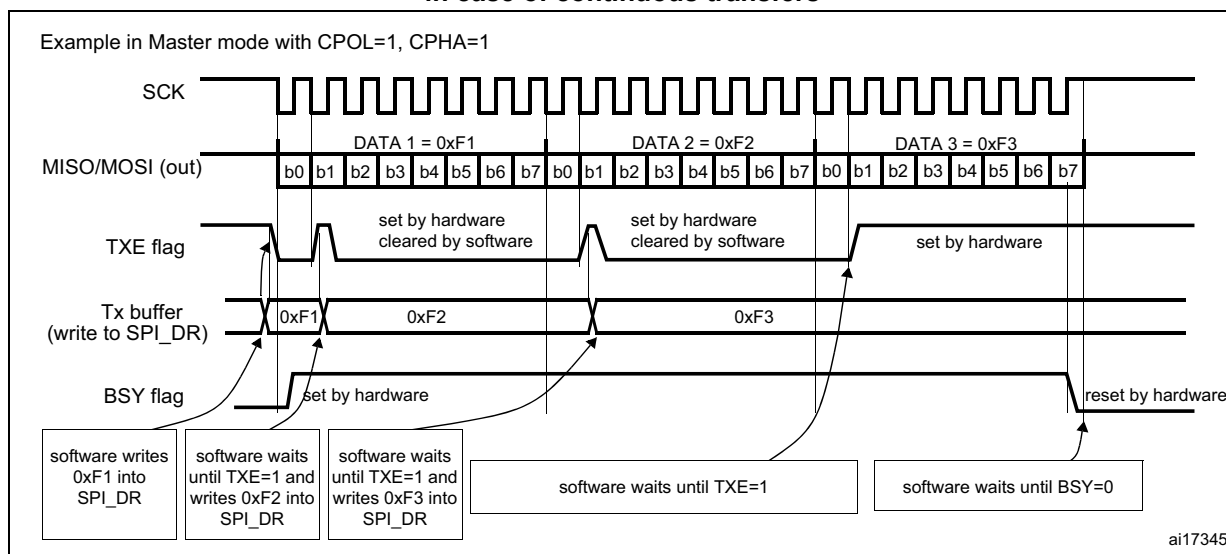 in case of continuous transfers
Example in Master mode with CPOL=1, CPHA=1
SCK
DATA 1 = 0xF1 DATA 2 = 0xF2 DATA 3 = 0xF3
MISO/MOSI (out)
b0 b1 b2 b3 b4 b5 b6 b7 b0 b1 b2 b3 b4 b5 b6 b7 b0 b1 b2 b3 b4 b5 b6 b7
TXE flag
set by hardware
cleared by software
set by hardware
cleared by software
set by hardware
Tx buffer
(write to SPI_DR)
0xF1 0xF2 0xF3
BSY flag
set by hardware
reset by hardware
software writes
0xF1 into
SPI_DR
software waits
until TXE=1 and
writes 0xF2 into
SPI_DR
software waits
until TXE=1 and
writes 0xF3 into
SPI_DR
software waits until TXE=1
software waits until BSY=0
ai17345